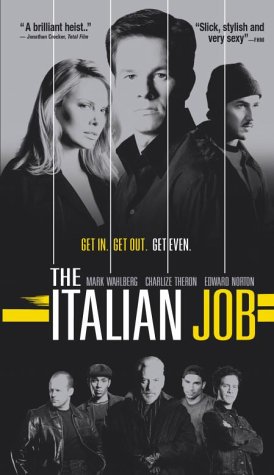 "A brilliant heist.."
— Jonathan Crocker, Total Film
"Slick, stylish and
very sexy" —FHM
GET IN. GET OUT. GET EVEN.
THE
MARK WAHLBERG CHARLIZE THERON EDWARD NORTON
ITALIAN JOB